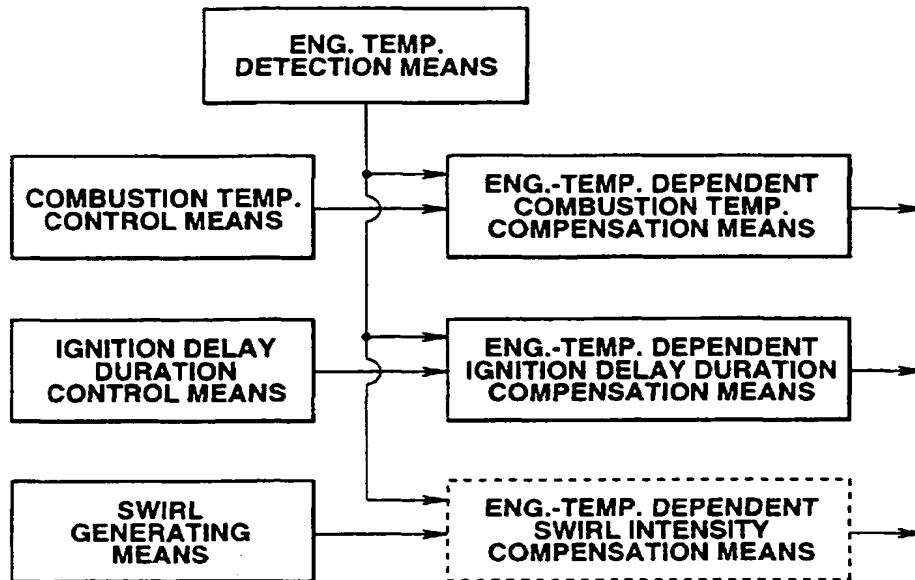 ENG. TEMP.
DETECTION MEANS
COMBUSTION TEMP.
CONTROL MEANS
ENG.-TEMP. DEPENDENT
COMBUSTION TEMP.
COMPENSATION MEANS
IGNITION DELAY
DURATION
CONTROL MEANS
ENG.-TEMP. DEPENDENT
IGNITION DELAY DURATION
COMPENSATION MEANS
SWIRL
GENERATING
MEANS
ENG.-TEMP. DEPENDENT
SWIRL INTENSITY
COMPENSATION MEANS